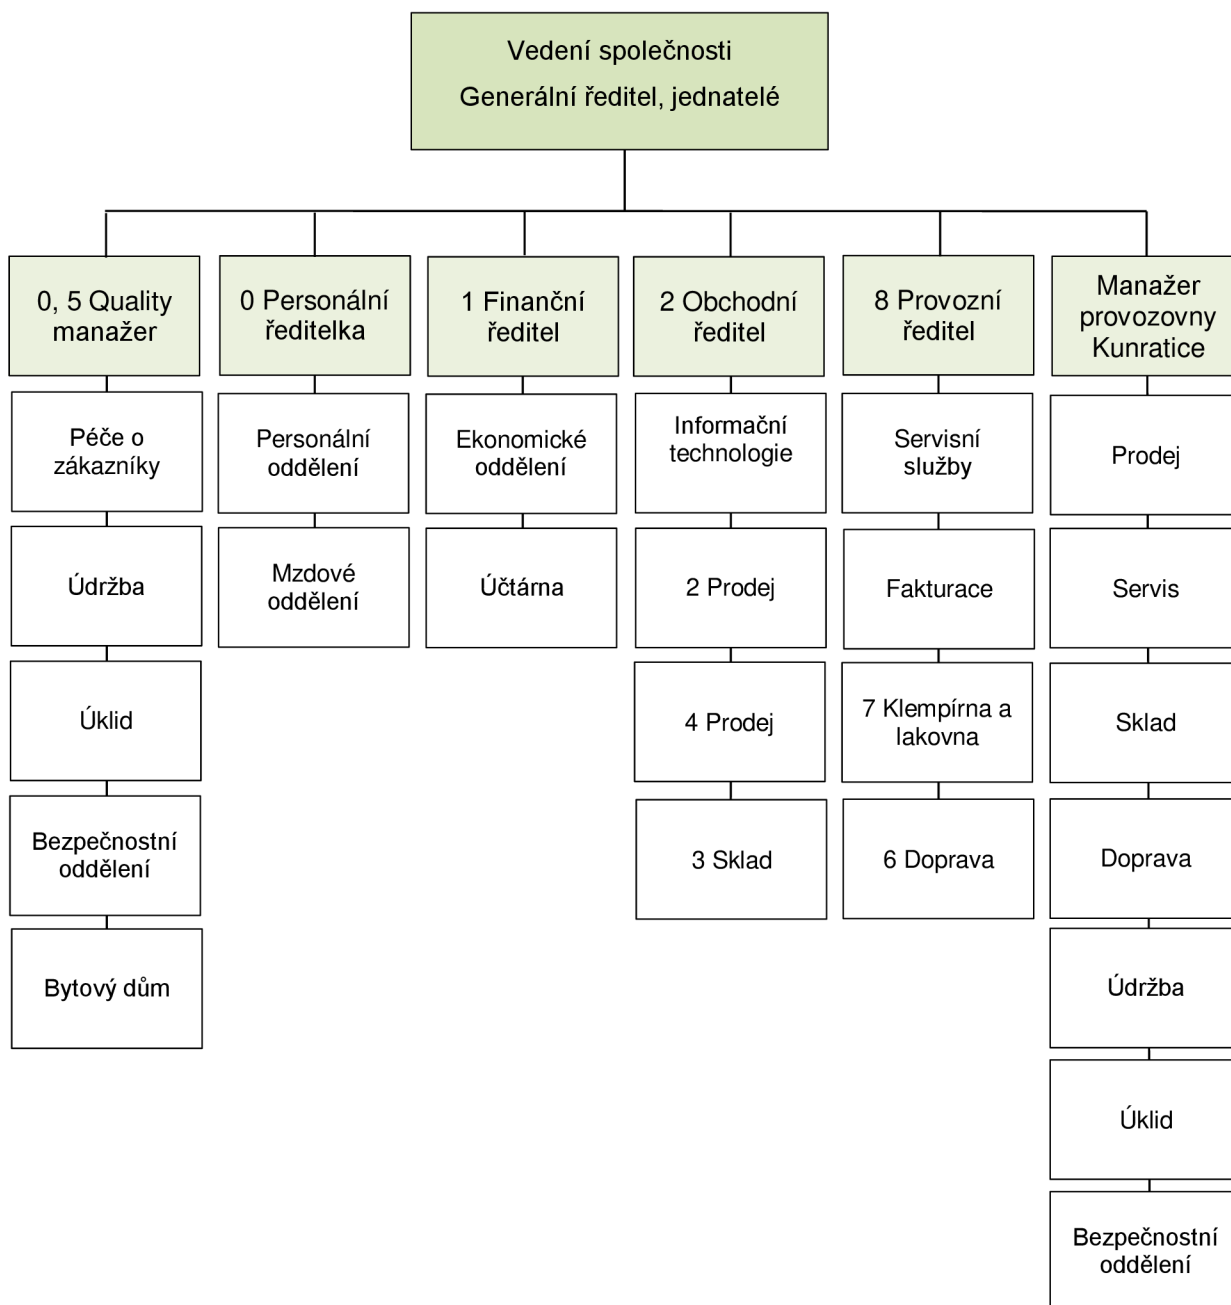 Vedení společnosti
Generální ředitel, jednatelé
0, 5 Quality
manažer
0 Personální
ředitelka
1 Finanční
ředitel
2 Obchodní
ředitel
8 Provozní
ředitel
Manažer
provozovny
Kunratice
Péče o
zákazníky
Personální
oddělení
Ekonomické
oddělení
Informační
technologie
Servisní
služby
Prodej
Údržba
Mzdové
oddělení
Účtárna
2 Prodej
Fakturace
Servis
Úklid
4 Prodej
7 Klempírna a
lakovna
Sklad
Bezpečnostní
oddělení
3 Sklad
6 Doprava
Doprava
Bytový dům
Údržba
Úklid
Bezpečnostní
oddělení